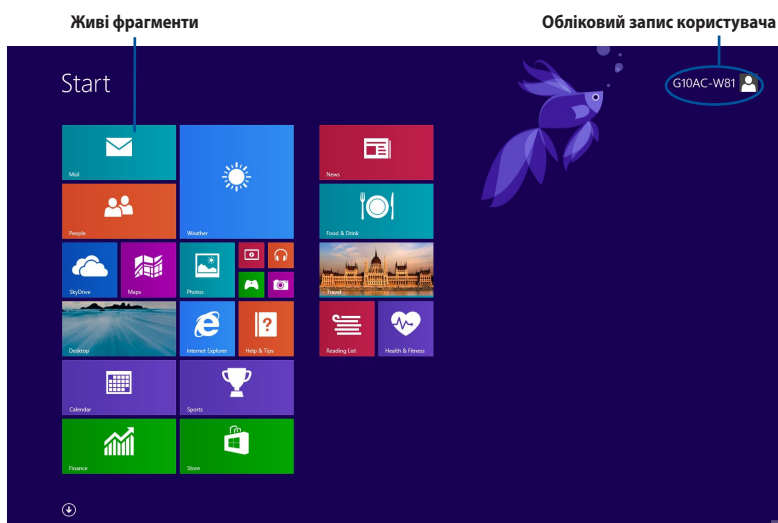 Живі фрагменти
Обліковий запис користувача
Start
G10AC-W81
Mail
Weather
People
SkyDrive
Maps
Photos
Desktop
Internet Explorer
Help & Tips
Calendar
Sports
Finance
Store
News
Food & Drink
Travel
Reading List
Health & Fitness